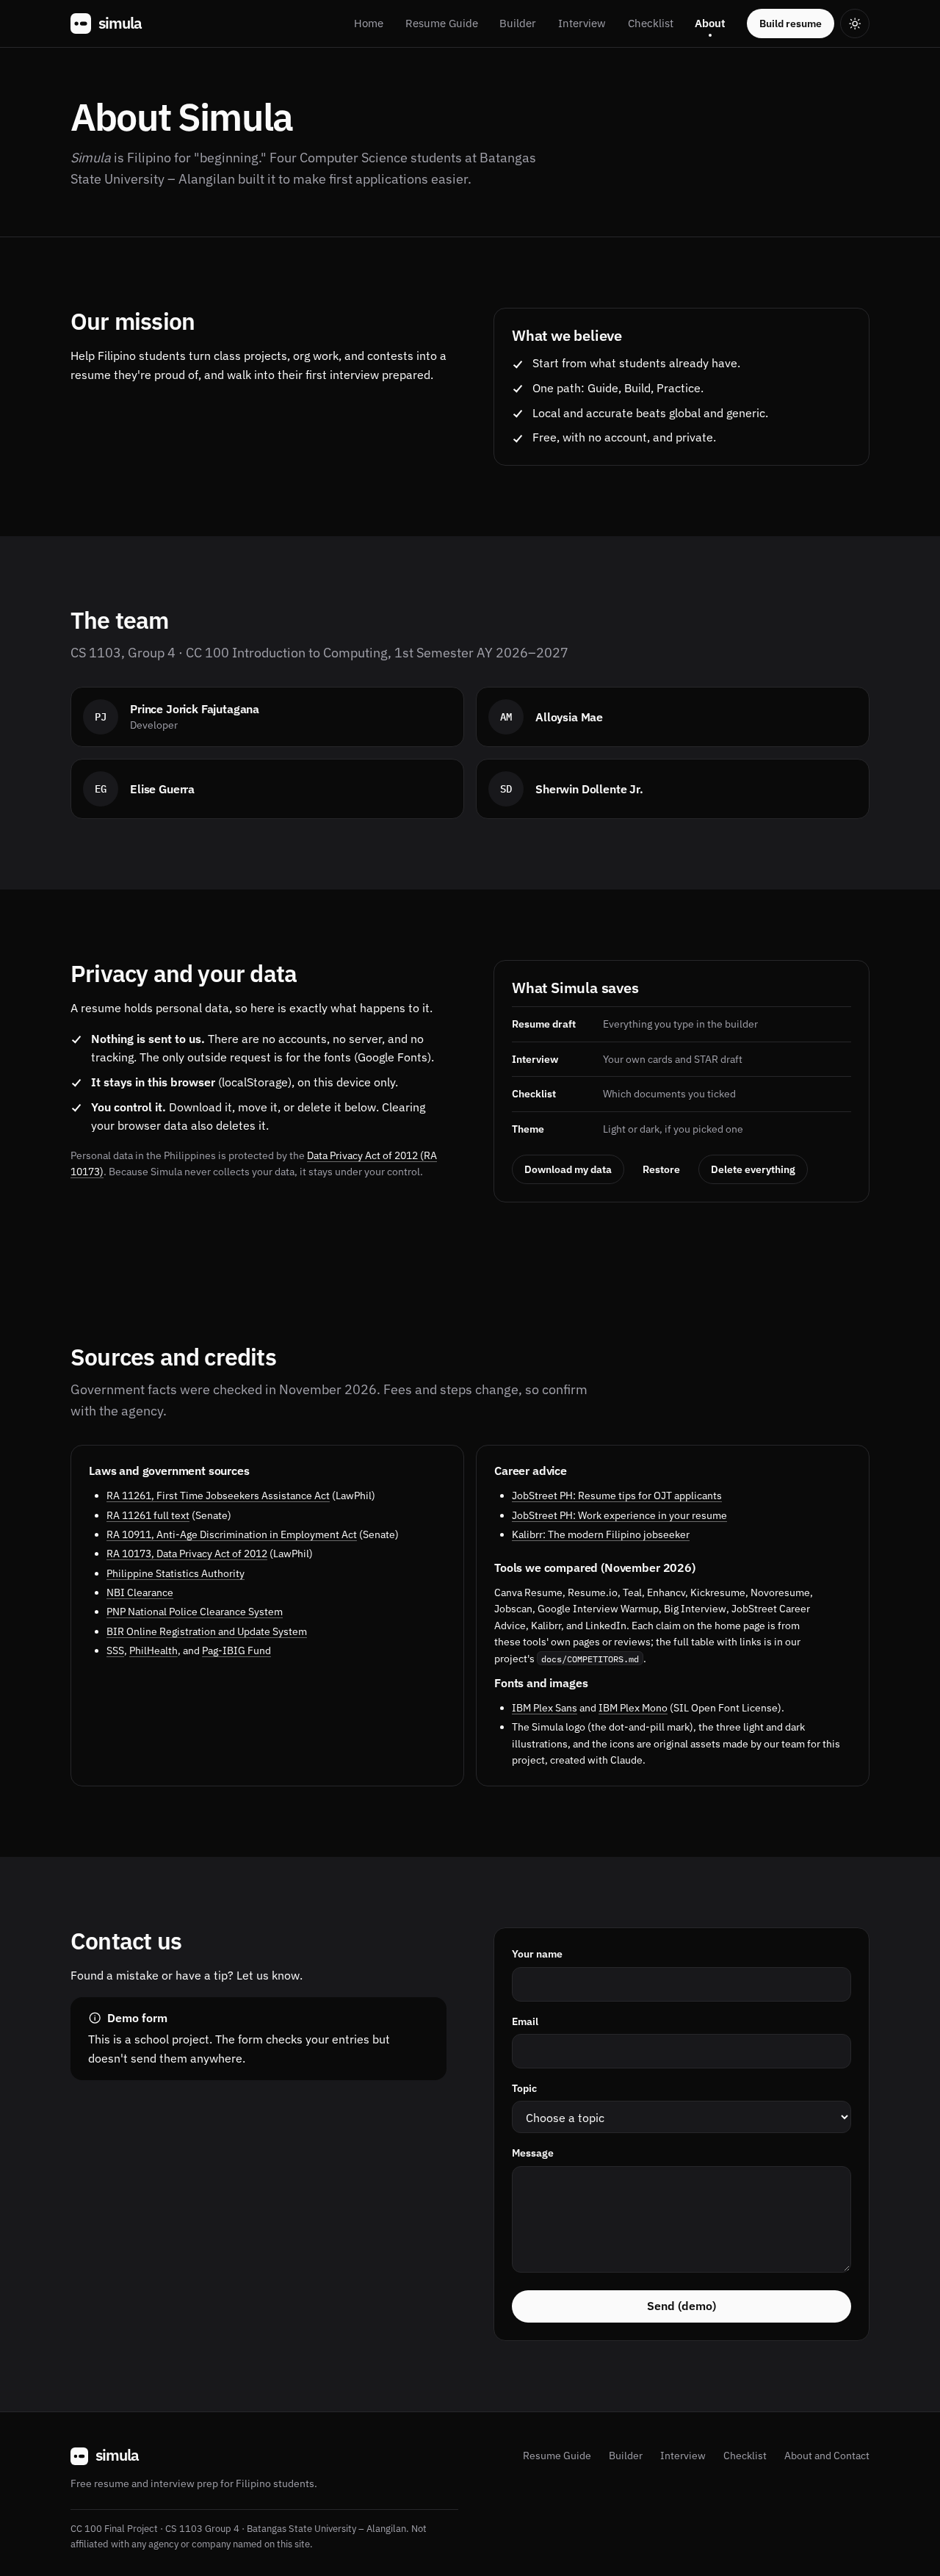 simula
Home
Resume Guide
Builder
Interview
Checklist
About
Build resume
About Simula
Simula is Filipino for "beginning." Four Computer Science students at Batangas
State University – Alangilan built it to make first applications easier.
Our mission
Help Filipino students turn class projects, org work, and contests into a
resume they're proud of, and walk into their first interview prepared.
What we believe
Start from what students already have.
One path: Guide, Build, Practice.
Local and accurate beats global and generic.
Free, with no account, and private.
The team
CS 1103, Group 4 · CC 100 Introduction to Computing, 1st Semester AY 2026–2027
PJ
Prince Jorick Fajutagana
Developer
AM
Alloysia Mae
EG
Elise Guerra
SD
Sherwin Dollente Jr.
Privacy and your data
A resume holds personal data, so here is exactly what happens to it.
Nothing is sent to us. There are no accounts, no server, and no
tracking. The only outside request is for the fonts (Google Fonts).
It stays in this browser (localStorage), on this device only.
You control it. Download it, move it, or delete it below. Clearing
your browser data also deletes it.
Personal data in the Philippines is protected by the Data Privacy Act of 2012 (RA
10173). Because Simula never collects your data, it stays under your control.
What Simula saves
Resume draft Everything you type in the builder
Interview Your own cards and STAR draft
Checklist Which documents you ticked
Theme Light or dark, if you picked one
Download my data
Restore
Delete everything
Sources and credits
Government facts were checked in November 2026. Fees and steps change, so confirm
with the agency.
Laws and government sources
RA 11261, First Time Jobseekers Assistance Act (LawPhil)
RA 11261 full text (Senate)
RA 10911, Anti-Age Discrimination in Employment Act (Senate)
RA 10173, Data Privacy Act of 2012 (LawPhil)
Philippine Statistics Authority
NBI Clearance
PNP National Police Clearance System
BIR Online Registration and Update System
SSS, PhilHealth, and Pag-IBIG Fund
Career advice
JobStreet PH: Resume tips for OJT applicants
JobStreet PH: Work experience in your resume
Kalibrr: The modern Filipino jobseeker
Tools we compared (November 2026)
Canva Resume, Resume.io, Teal, Enhancv, Kickresume, Novoresume,
Jobscan, Google Interview Warmup, Big Interview, JobStreet Career
Advice, Kalibrr, and LinkedIn. Each claim on the home page is from
these tools' own pages or reviews; the full table with links is in our
project's docs/COMPETITORS.md.
Fonts and images
IBM Plex Sans and IBM Plex Mono (SIL Open Font License).
The Simula logo (the dot-and-pill mark), the three light and dark
illustrations, and the icons are original assets made by our team for this
project, created with Claude.
Contact us
Found a mistake or have a tip? Let us know.
Demo form
This is a school project. The form checks your entries but
doesn't send them anywhere.
Your name
Email
Topic
Choose a topic
Message
Send (demo)
simula
Free resume and interview prep for Filipino students.
Resume Guide
Builder
Interview
Checklist
About and Contact
CC 100 Final Project · CS 1103 Group 4 · Batangas State University – Alangilan. Not
affiliated with any agency or company named on this site.